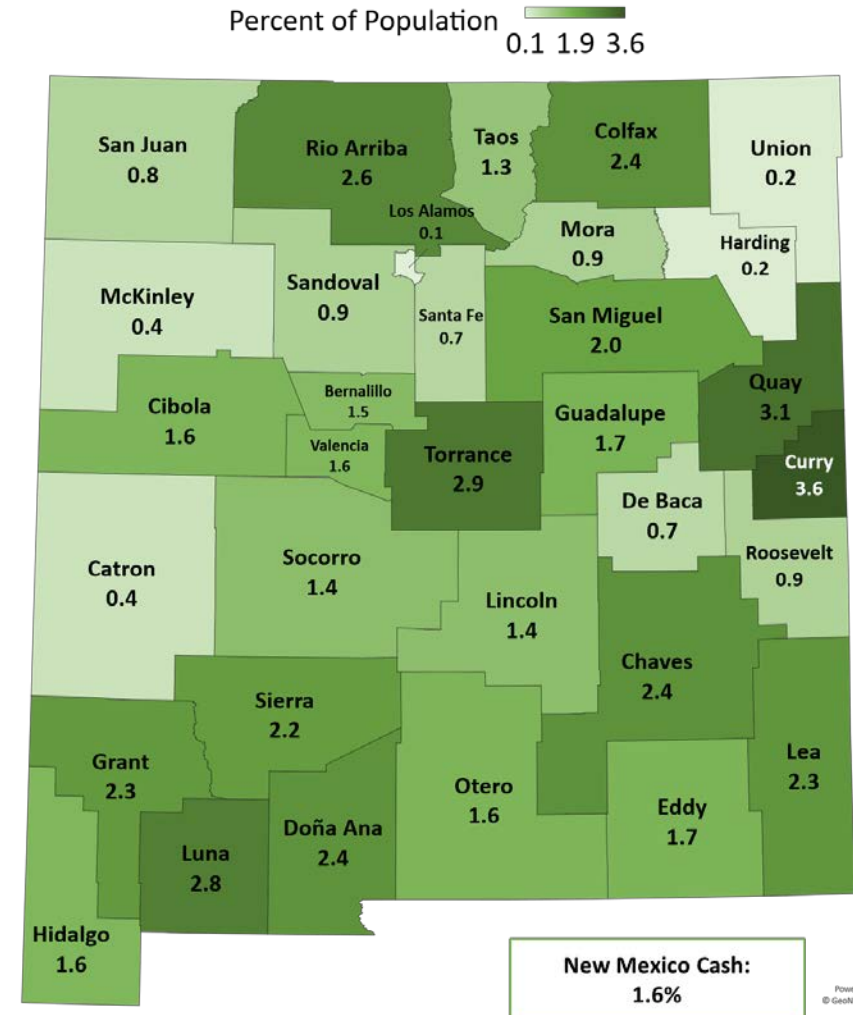 Percent of Population
0.1 1.9 3.6
San Juan
0.8
Rio Arriba
2.6
Taos
1.3
Colfax
2.4
Union
0.2
Los Alamos
0.1
Mora
0.9
Harding
0.2
McKinley
0.4
Sandoval
0.9
Santa Fe
0.7
San Miguel
2.0
Quay
3.1
Cibola
1.6
Bernalillo
1.5
Valencia
1.6
Torrance
2.9
Guadalupe
1.7
Curry
3.6
De Baca
0.7
Roosevelt
0.9
Catron
0.4
Socorro
1.4
Lincoln
1.4
Chaves
2.4
Sierra
2.2
Grant
2.3
Otero
1.6
Lea
2.3
Eddy
1.7
Luna
2.8
Doña Ana
2.4
Hidalgo
1.6
New Mexico Cash:
1.6%
Powe
© GeoN